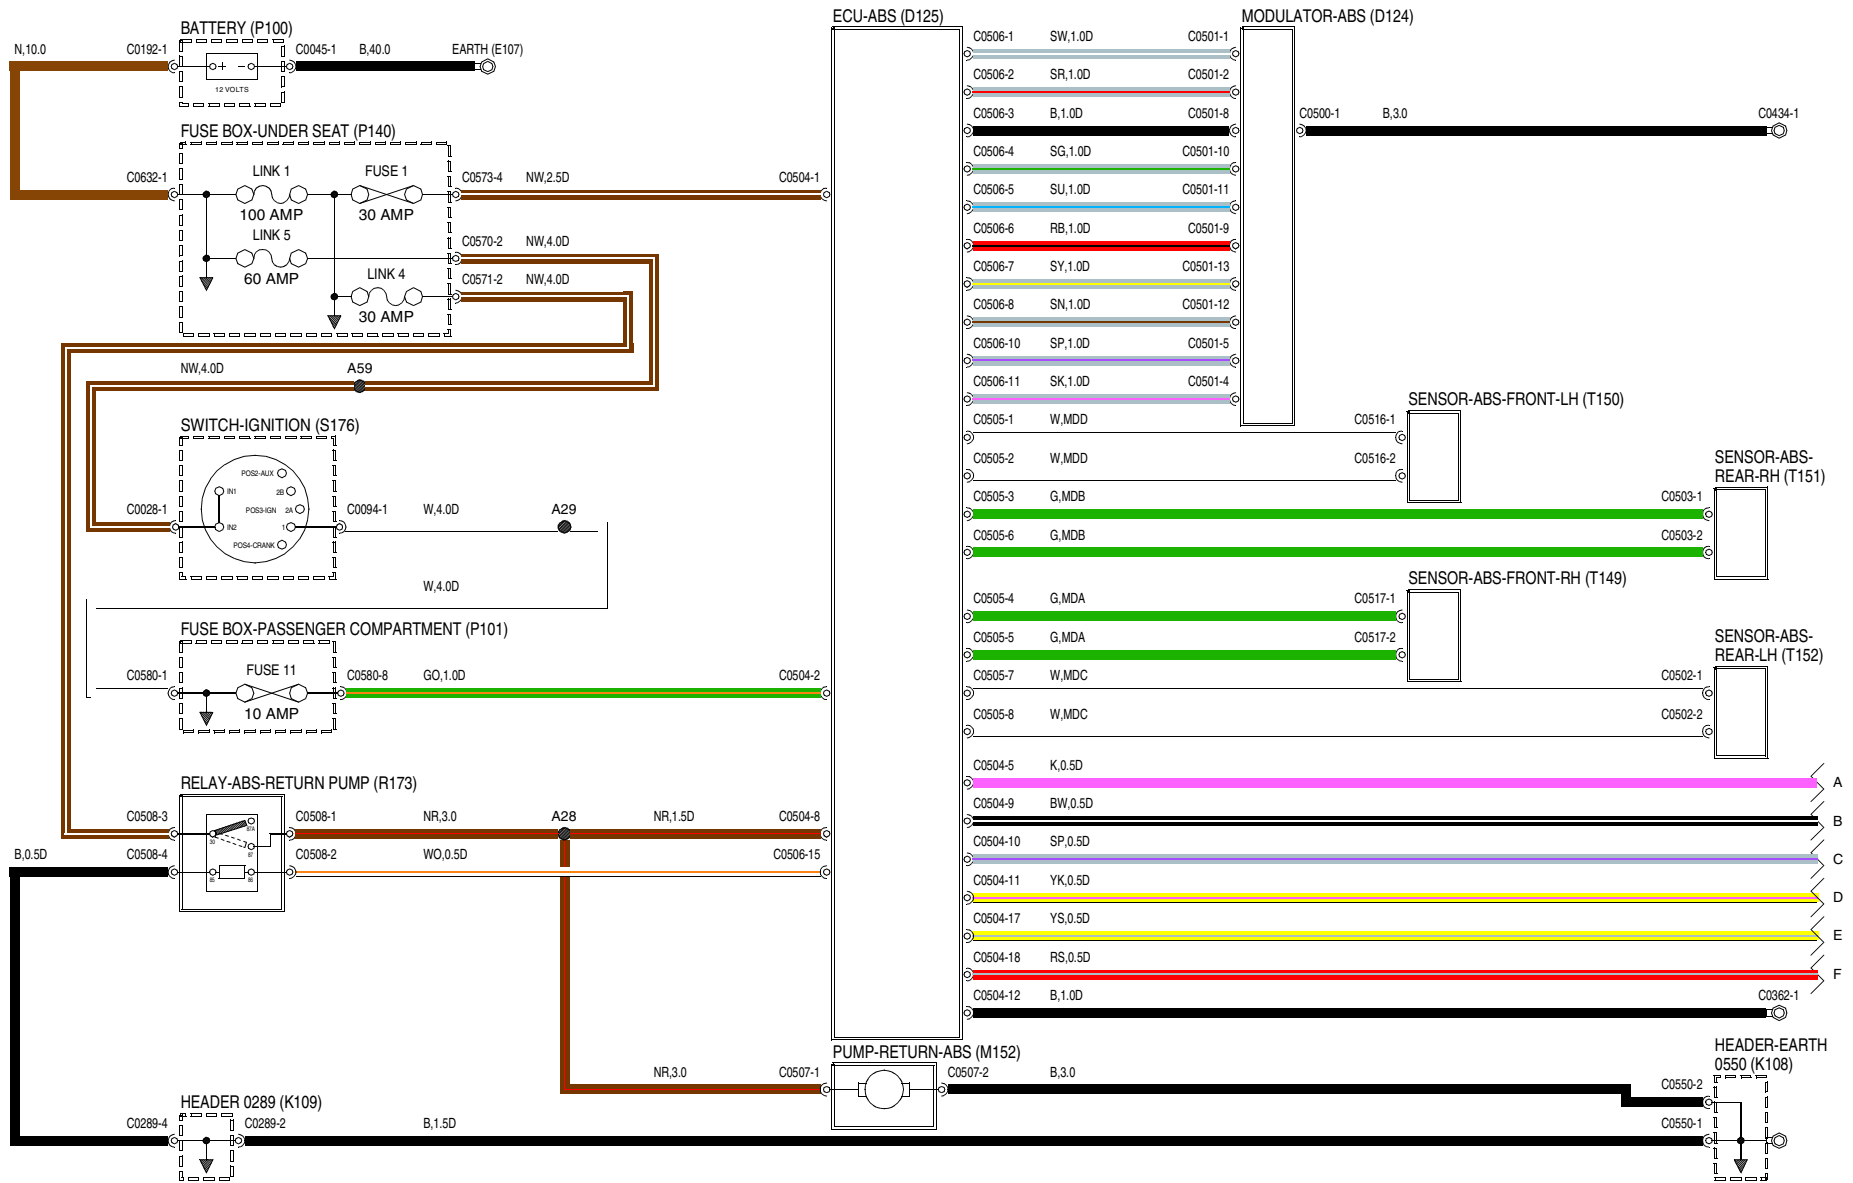 BATTERY (P100)
N,10.0
C0192-1
C0045-1
B,40.0
EARTH (E107)
12 VOLTS
FUSE BOX-UNDER SEAT (P140)
C0632-1
LINK 1
100 AMP
FUSE 1
30 AMP
C0573-4
NW,2.5D
C0504-1
LINK 5
60 AMP
C0570-2
NW,4.0D
LINK 4
30 AMP
C0571-2
NW,4.0D
NW,4.0D
A59
SWITCH-IGNITION (S176)
POS2-AUX
IN1
2B
POS3-IGN
2A
IN2
1
POS4-CRANK
C0028-1
C0094-1
W,4.0D
A29
W,4.0D
FUSE BOX-PASSENGER COMPARTMENT (P101)
C0580-1
FUSE 11
10 AMP
C0580-8
GO,1.0D
C0504-2
RELAY-ABS-RETURN PUMP (R173)
C0508-3
C0508-1
NR,3.0
A28
NR,1.5D
C0504-8
87A
30
87
B,0.5D
C0508-4
C0508-2
WO,0.5D
C0506-15
85
86
NR,3.0
C0507-1
PUMP-RETURN-ABS (M152)
C0507-2
B,3.0
HEADER 0289 (K109)
C0289-4
C0289-2
B,1.5D
HEADER-EARTH
0550 (K108)
C0550-2
C0550-1
ECU-ABS (D125)
MODULATOR-ABS (D124)
C0506-1 SW,1.0D C0501-1
C0506-2 SR,1.0D C0501-2
C0506-3 B,1.0D C0501-8
C0500-1 B,3.0 C0434-1
C0506-4 SG,1.0D C0501-10
C0506-5 SU,1.0D C0501-11
C0506-6 RB,1.0D C0501-9
C0506-7 SY,1.0D C0501-13
C0506-8 SN,1.0D C0501-12
C0506-10 SP,1.0D C0501-5
C0506-11 SK,1.0D C0501-4
SENSOR-ABS-FRONT-LH (T150)
C0505-1 W,MDD C0516-1
C0505-2 W,MDD C0516-2
SENSOR-ABS-
REAR-RH (T151)
C0505-3 G,MDB C0503-1
C0505-6 G,MDB C0503-2
SENSOR-ABS-FRONT-RH (T149)
C0505-4 G,MDA C0517-1
C0505-5 G,MDA C0517-2
SENSOR-ABS-
REAR-LH (T152)
C0505-7 W,MDC C0502-1
C0505-8 W,MDC C0502-2
C0504-5 K,0.5D A
C0504-9 BW,0.5D B
C0504-10 SP,0.5D C
C0504-11 YK,0.5D D
C0504-17 YS,0.5D E
C0504-18 RS,0.5D F
C0504-12 B,1.0D C0362-1